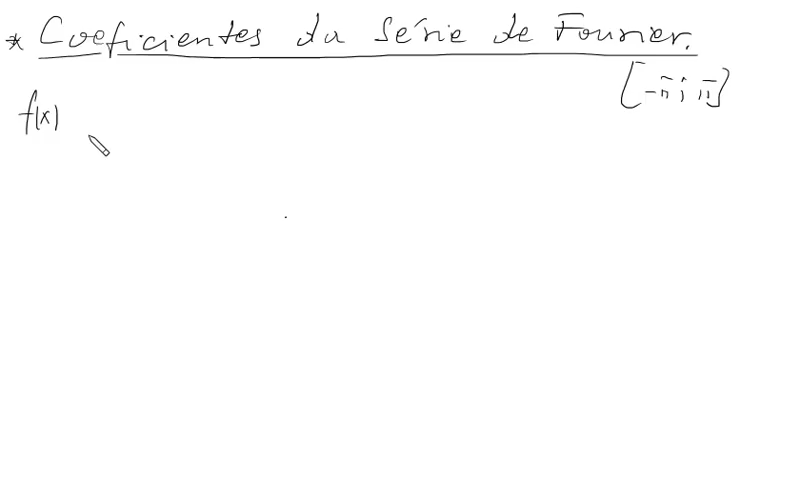 * Coeficientes da Série de Fourier.
[-π; π]
f(x)